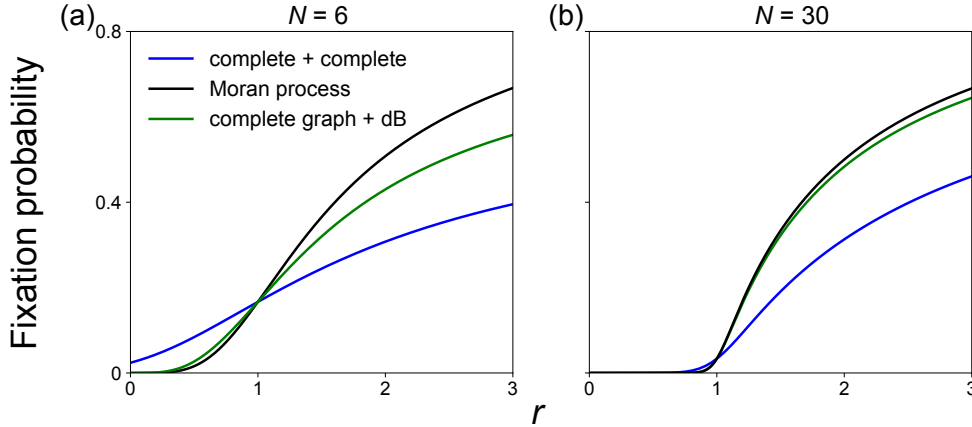 (a)
N = 6
(b)
N = 30
Fixation probability
0.8
0.4
0
complete + complete
Moran process
complete graph + dB
0 1 2 3
0 1 2 3
r